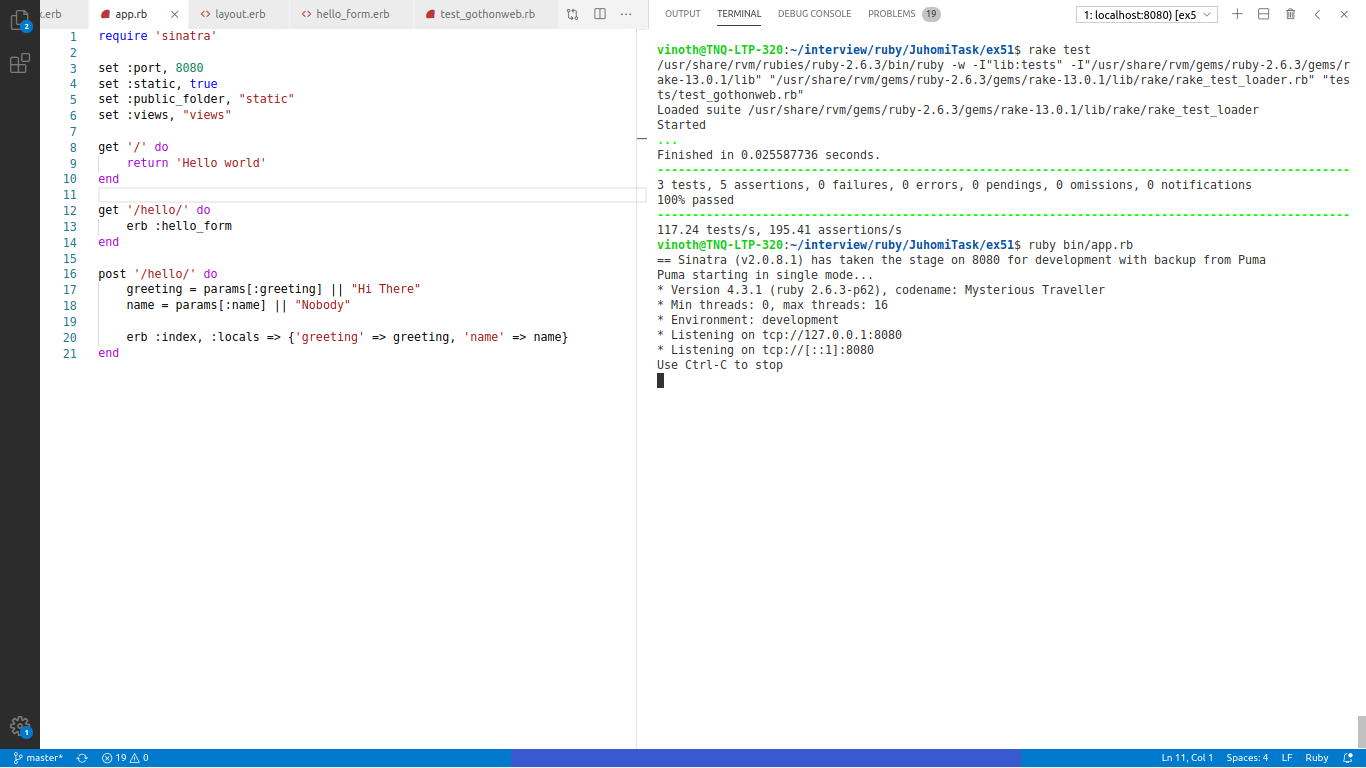 x.erb app.rb layout.erb hello_form.erb test_gothonweb.rb ...
1 require 'sinatra'
2
3 set :port, 8080
4 set :static, true
5 set :public_folder, "static"
6 set :views, "views"
7
8 get '/' do
9 return 'Hello world'
10 end
11
12 get '/hello/' do
13 erb :hello_form
14 end
15
16 post '/hello/' do
17 greeting = params[:greeting] || "Hi There"
18 name = params[:name] || "Nobody"
19
20 erb :index, :locals => {'greeting' => greeting, 'name' => name}
21 end
OUTPUT TERMINAL DEBUG CONSOLE PROBLEMS 19 1: localhost:8080) [ex5
vinoth@TNQ-LTP-320:~/interview/ruby/JuhomiTask/ex51$ rake test
/usr/share/rvm/rubies/ruby-2.6.3/bin/ruby -w -I"lib:tests" -I"/usr/share/rvm/gems/ruby-2.6.3/gems/r
ake-13.0.1/lib" "/usr/share/rvm/gems/ruby-2.6.3/gems/rake-13.0.1/lib/rake/rake_test_loader.rb" "tes
ts/test_gothonweb.rb"
Loaded suite /usr/share/rvm/gems/ruby-2.6.3/gems/rake-13.0.1/lib/rake/rake_test_loader
Started
...
Finished in 0.025587736 seconds.
---------------------------------------------------------------------------------------------------
3 tests, 5 assertions, 0 failures, 0 errors, 0 pendings, 0 omissions, 0 notifications
100% passed
---------------------------------------------------------------------------------------------------
117.24 tests/s, 195.41 assertions/s
vinoth@TNQ-LTP-320:~/interview/ruby/JuhomiTask/ex51$ ruby bin/app.rb
== Sinatra (v2.0.8.1) has taken the stage on 8080 for development with backup from Puma
Puma starting in single mode...
* Version 4.3.1 (ruby 2.6.3-p62), codename: Mysterious Traveller
* Min threads: 0, max threads: 16
* Environment: development
* Listening on tcp://127.0.0.1:8080
* Listening on tcp://[::1]:8080
Use Ctrl-C to stop
2
1
master* 19 0 Ln 11, Col 1 Spaces: 4 LF Ruby